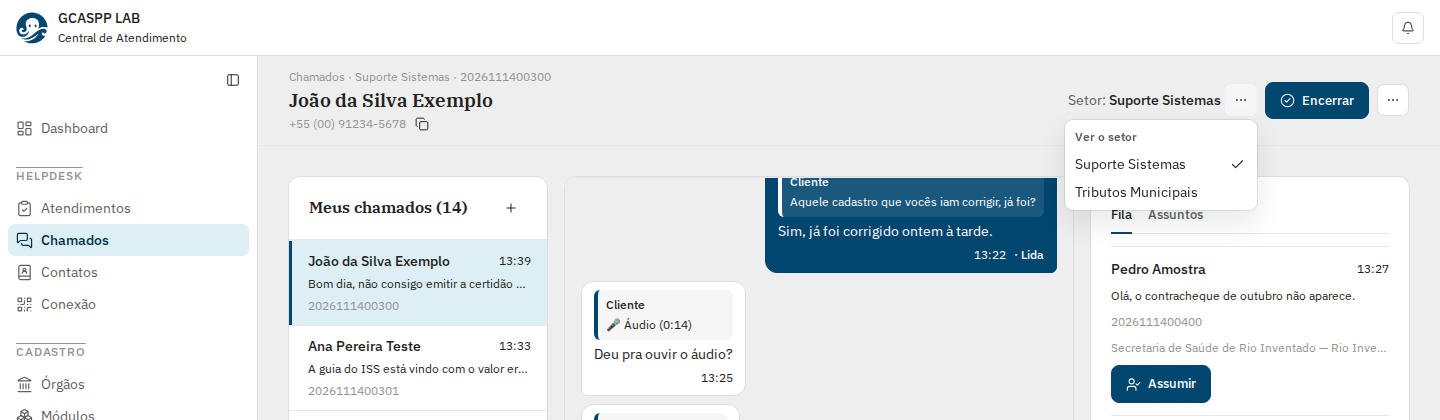 GCASPP LAB
Central de Atendimento
Dashboard
HELPDESK
Atendimentos
Chamados
Contatos
Conexão
CADASTRO
Órgãos
Módulos
Chamados · Suporte Sistemas · 2026111400300
João da Silva Exemplo
+55 (00) 91234-5678
Setor: Suporte Sistemas
Encerrar
Ver o setor
Suporte Sistemas
Tributos Municipais
Meus chamados (14)
João da Silva Exemplo 13:39
Bom dia, não consigo emitir a certidão ...
2026111400300
Ana Pereira Teste 13:33
A guia do ISS está vindo com o valor er...
2026111400301
Cliente
Aquele cadastro que vocês iam corrigir, já foi?
Sim, já foi corrigido ontem à tarde.
13:22 · Lida
Cliente
🎤 Áudio (0:14)
Deu pra ouvir o áudio?
13:25
Fila Assuntos
Pedro Amostra 13:27
Olá, o contracheque de outubro não aparece.
2026111400400
Secretaria de Saúde de Rio Inventado — Rio Inve...
Assumir